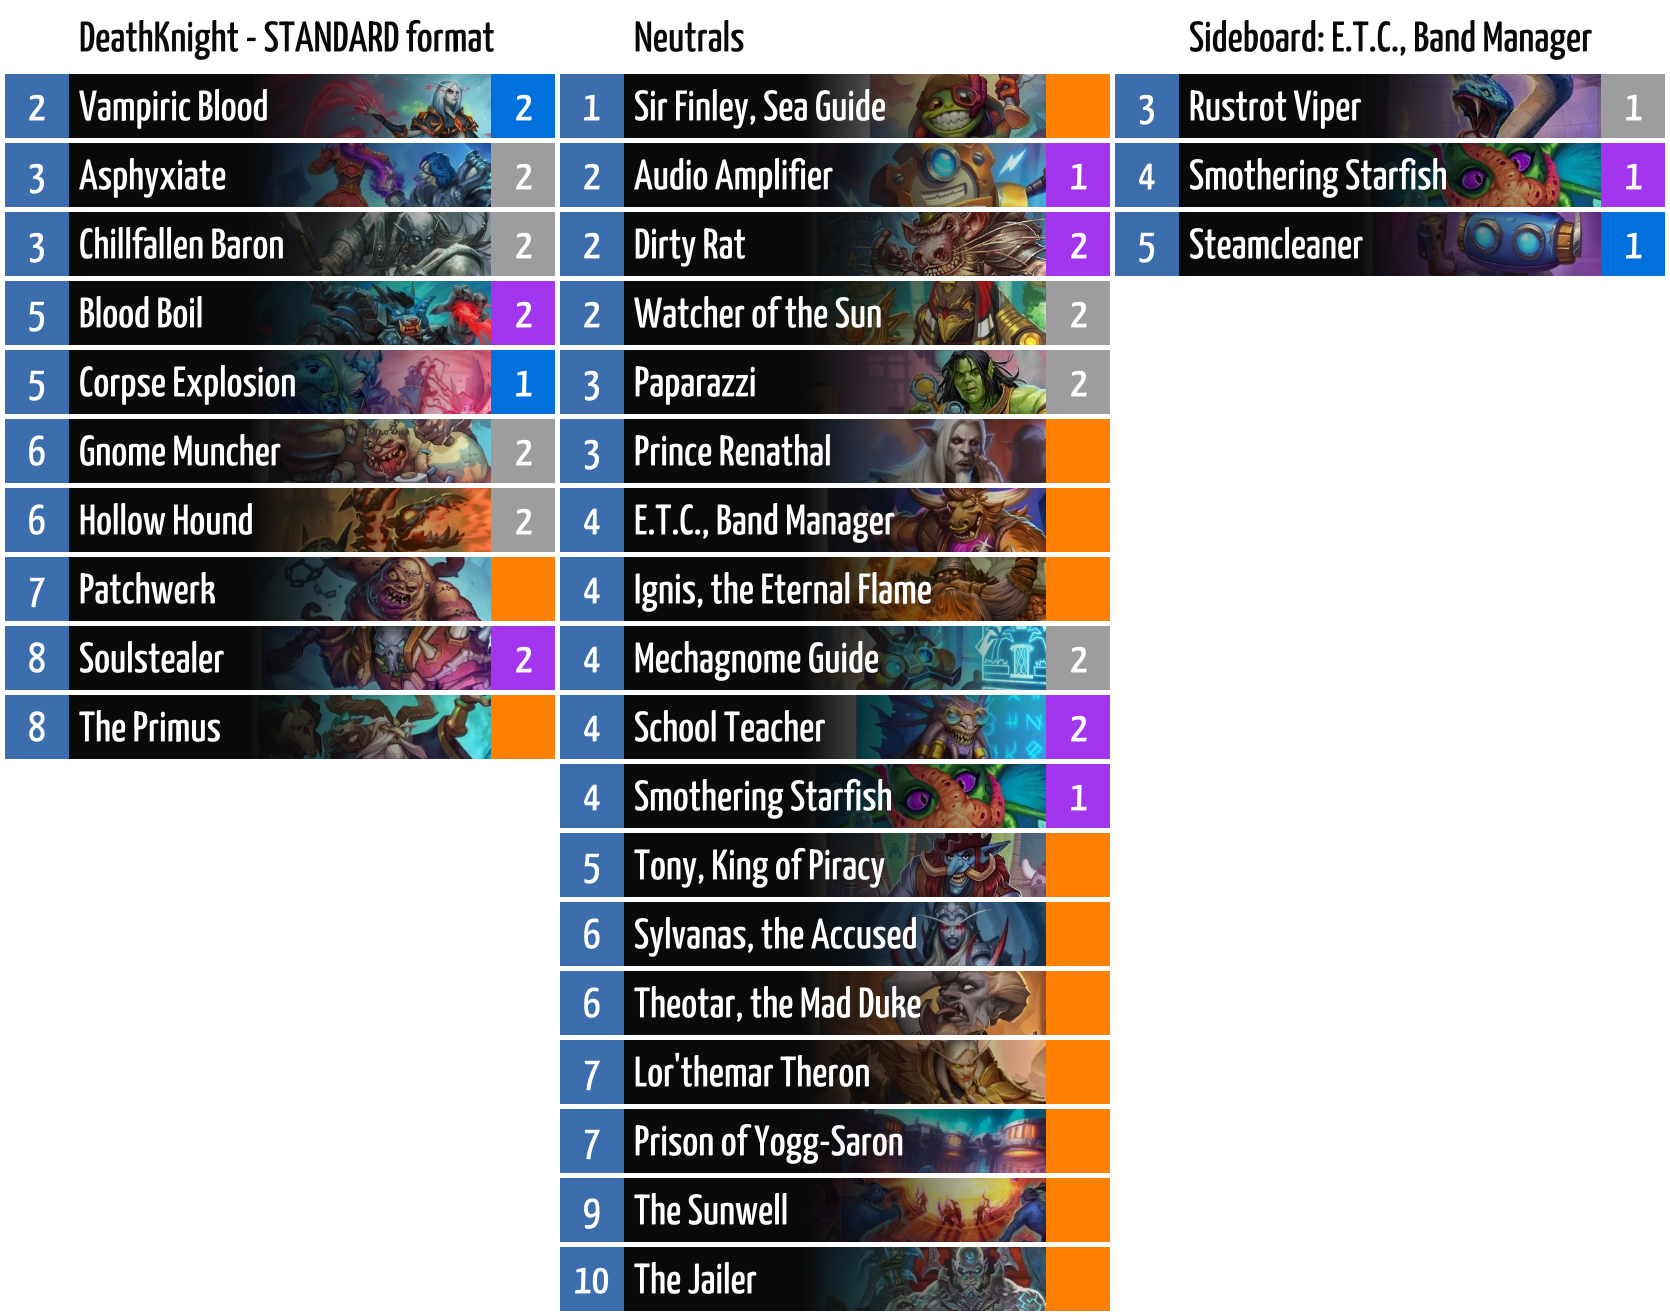 DeathKnight - STANDARD format
2 Vampiric Blood 2
3 Asphyxiate 2
3 Chillfallen Baron 2
5 Blood Boil 2
5 Corpse Explosion 1
6 Gnome Muncher 2
6 Hollow Hound 2
7 Patchwerk
8 Soulstealer 2
8 The Primus
Neutrals
1 Sir Finley, Sea Guide
2 Audio Amplifier 1
2 Dirty Rat 2
2 Watcher of the Sun 2
3 Paparazzi 2
3 Prince Renathal
4 E.T.C., Band Manager
4 Ignis, the Eternal Flame
4 Mechagnome Guide 2
4 School Teacher 2
4 Smothering Starfish 1
5 Tony, King of Piracy
6 Sylvanas, the Accused
6 Theotar, the Mad Duke
7 Lor'themar Theron
7 Prison of Yogg-Saron
9 The Sunwell
10 The Jailer
Sideboard: E.T.C., Band Manager
3 Rustrot Viper 1
4 Smothering Starfish 1
5 Steamcleaner 1